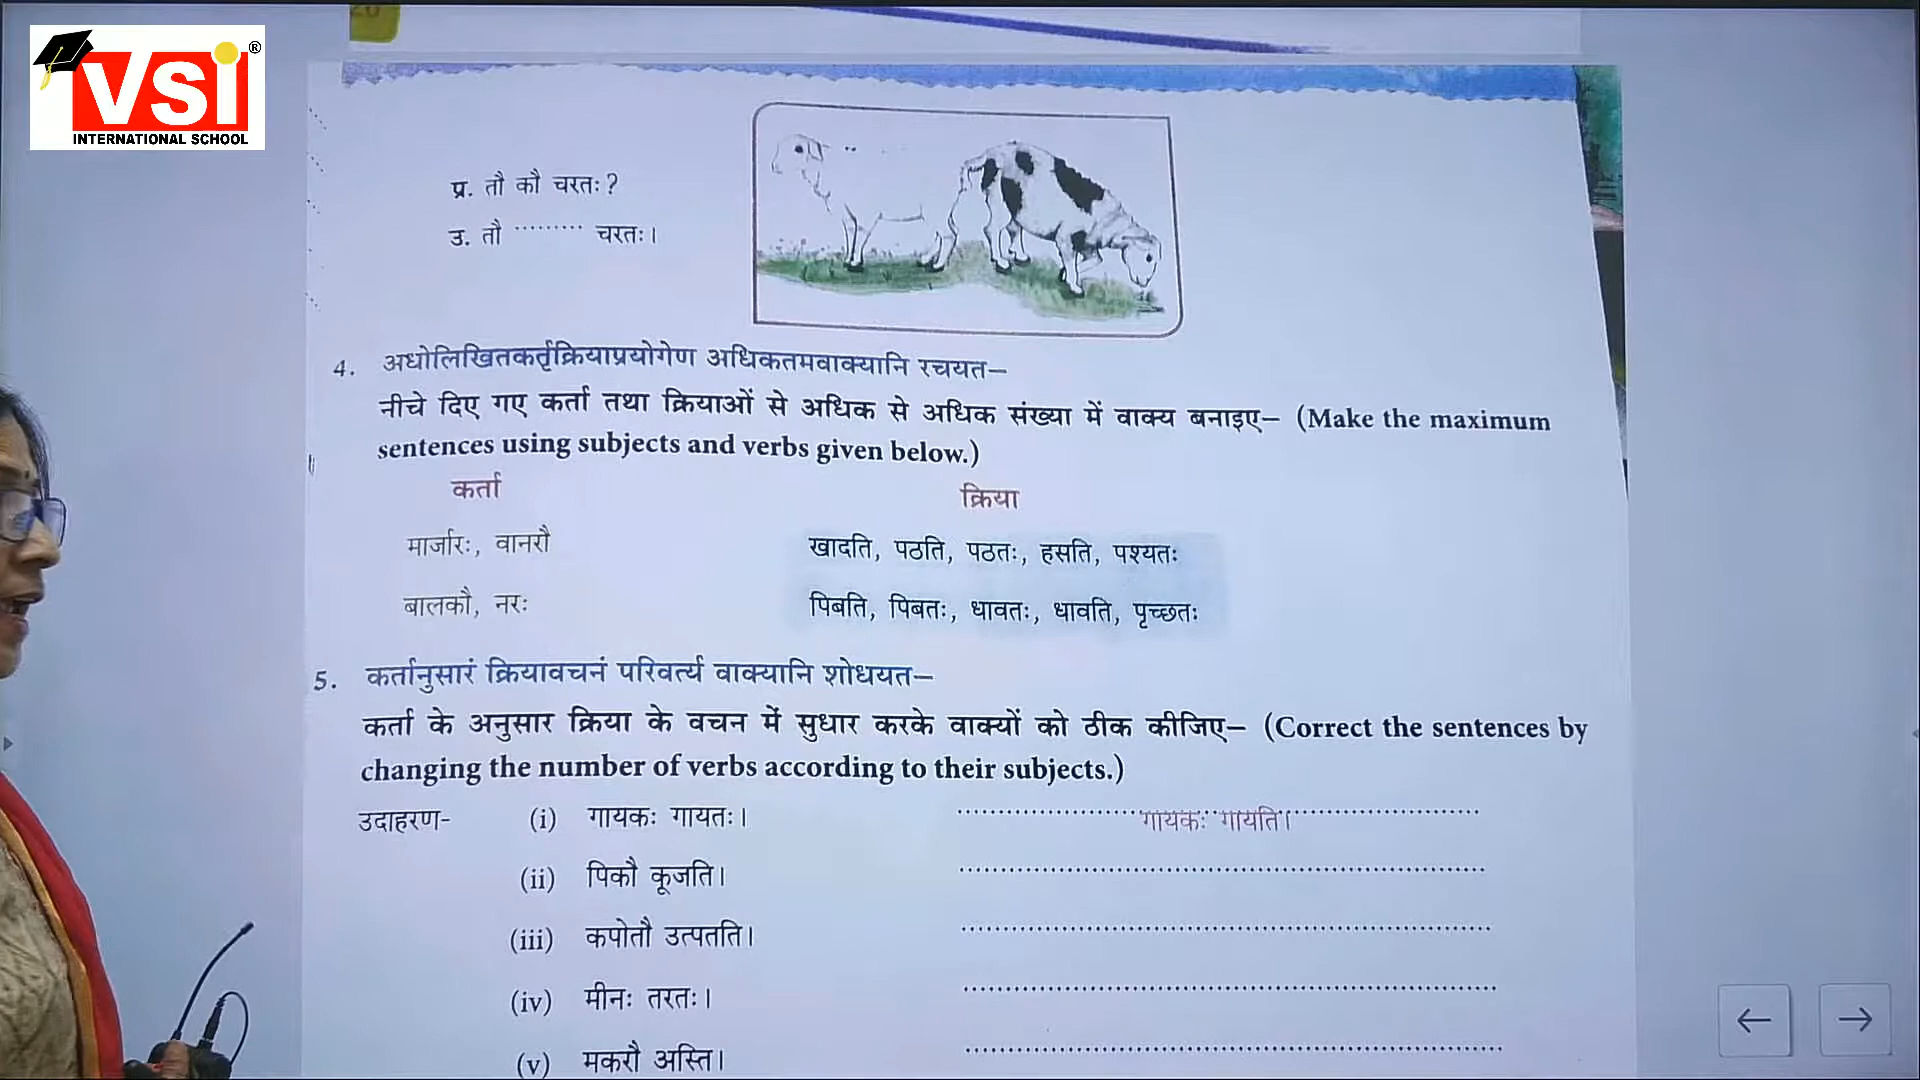 VSI ®
INTERNATIONAL SCHOOL
प्र. तौ कौ चरतः?
उ. तौ ......... चरतः।
4. अधोलिखितकर्तृक्रियाप्रयोगेण अधिकतमवाक्यानि रचयत–
नीचे दिए गए कर्ता तथा क्रियाओं से अधिक से अधिक संख्या में वाक्य बनाइए– (Make the maximum
sentences using subjects and verbs given below.)
कर्ता क्रिया
मार्जारः, वानरौ खादति, पठति, पठतः, हसति, पश्यतः
बालकौ, नरः पिबति, पिबतः, धावतः, धावति, पृच्छतः
5. कर्तानुसारं क्रियावचनं परिवर्त्य वाक्यानि शोधयत–
कर्ता के अनुसार क्रिया के वचन में सुधार करके वाक्यों को ठीक कीजिए– (Correct the sentences by
changing the number of verbs according to their subjects.)
उदाहरण- (i) गायकः गायतः। गायकः गायति।
(ii) पिकौ कूजति।
(iii) कपोतौ उत्पतति।
(iv) मीनः तरतः।
(v) मकरौ अस्ति।